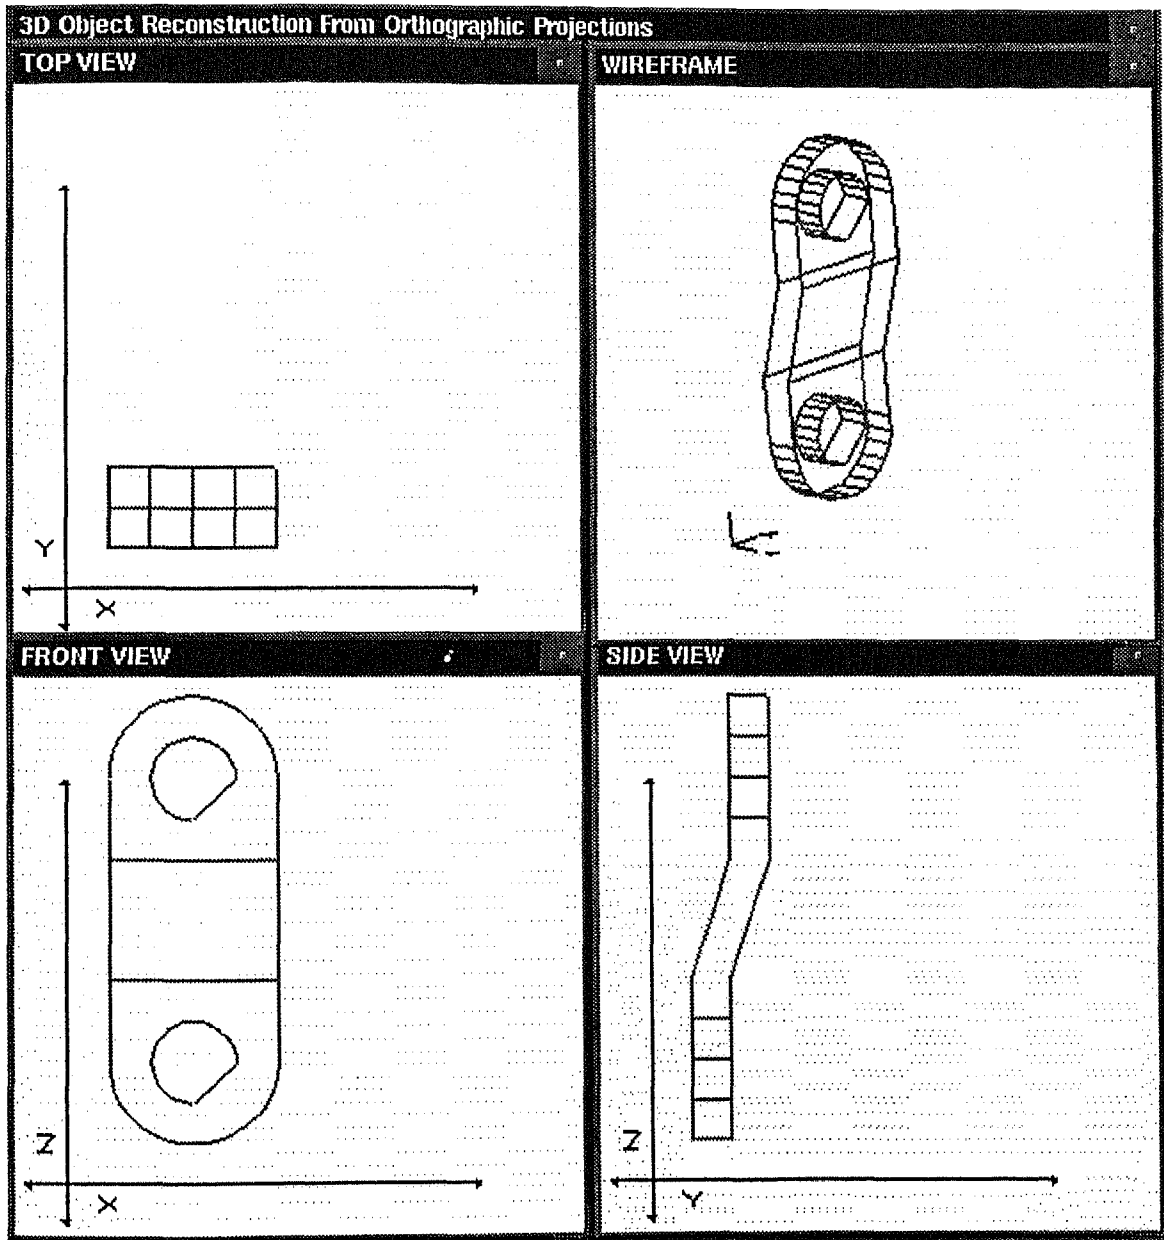 3D Object Reconstruction From Orthographic Projections
TOP VIEW
WIREFRAME
Y
X
FRONT VIEW
SIDE VIEW
Z
X
Z
Y